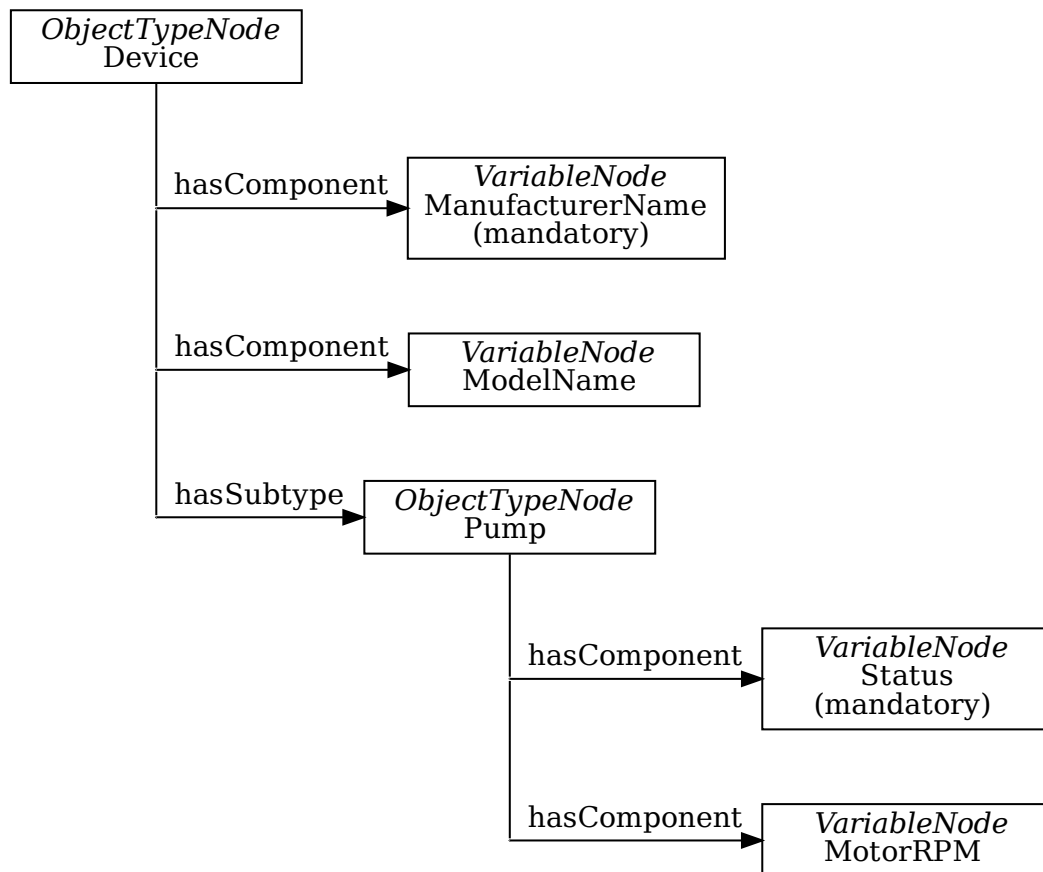 ObjectTypeNode
Device
hasComponent
VariableNode
ManufacturerName
(mandatory)
hasComponent
VariableNode
ModelName
hasSubtype
ObjectTypeNode
Pump
hasComponent
VariableNode
Status
(mandatory)
hasComponent
VariableNode
MotorRPM